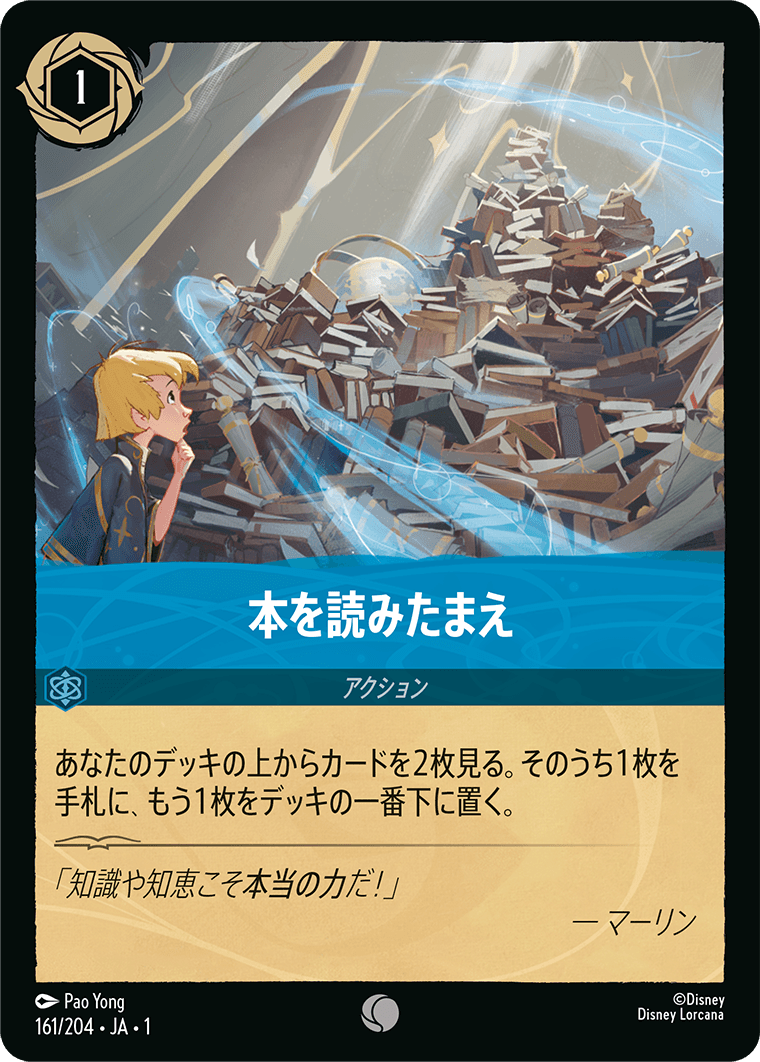 1
本を読みたまえ
アクション
あなたのデッキの上からカードを2枚見る。そのうち1枚を
手札に、もう1枚をデッキの一番下に置く。
「知識や知恵こそ本当の力だ！」
― マーリン
Pao Yong
161/204 • JA • 1
©Disney
Disney Lorcana